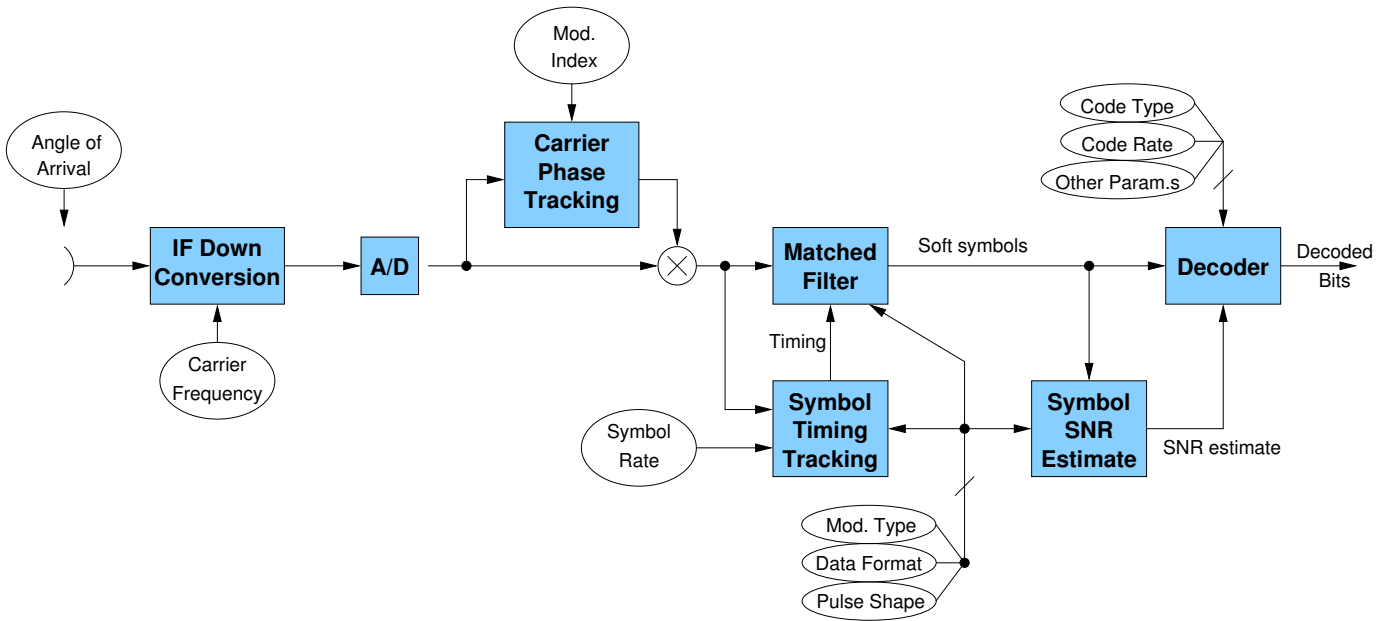 Mod.
Index
Angle of
Arrival
Carrier
Phase
Tracking
Code Type
Code Rate
Other Param.s
IF Down
Conversion
A/D
Matched
Filter
Soft symbols
Decoder
Decoded
Bits
Carrier
Frequency
Timing
Symbol
Rate
Symbol
Timing
Tracking
Symbol
SNR
Estimate
SNR estimate
Mod. Type
Data Format
Pulse Shape